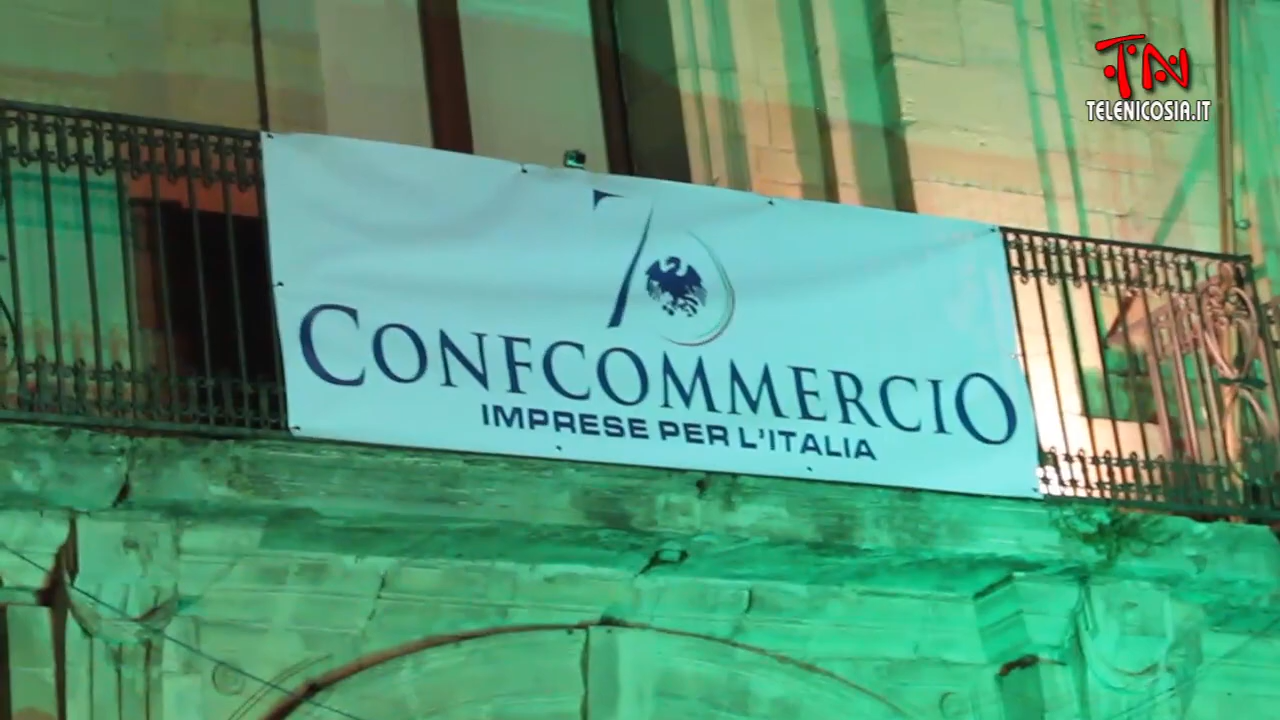 TN
TELENICOSIA.IT
70
CONFCOMMERCIO
IMPRESE PER L'ITALIA